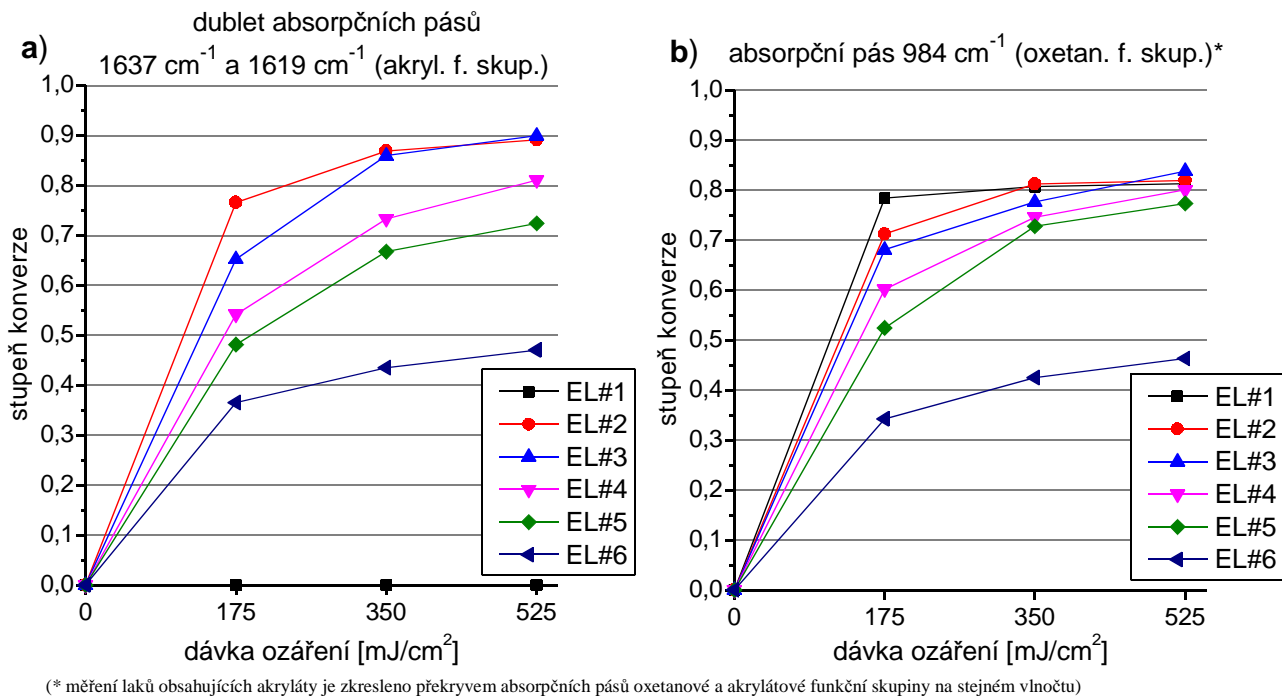 a)
dublet absorpčních pásů
1637 cm⁻¹ a 1619 cm⁻¹ (akryl. f. skup.)
stupeň konverze
1,0
0,9
0,8
0,7
0,6
0,5
0,4
0,3
0,2
0,1
0,0
0
175
350
525
dávka ozáření [mJ/cm²]
EL#1
EL#2
EL#3
EL#4
EL#5
EL#6
b)
absorpční pás 984 cm⁻¹ (oxetan. f. skup.)*
stupeň konverze
1,0
0,9
0,8
0,7
0,6
0,5
0,4
0,3
0,2
0,1
0,0
0
175
350
525
dávka ozáření [mJ/cm²]
EL#1
EL#2
EL#3
EL#4
EL#5
EL#6
(* měření laků obsahujících akryláty je zkresleno překryvem absorpčních pásů oxetanové a akrylátové funkční skupiny na stejném vlnočtu)